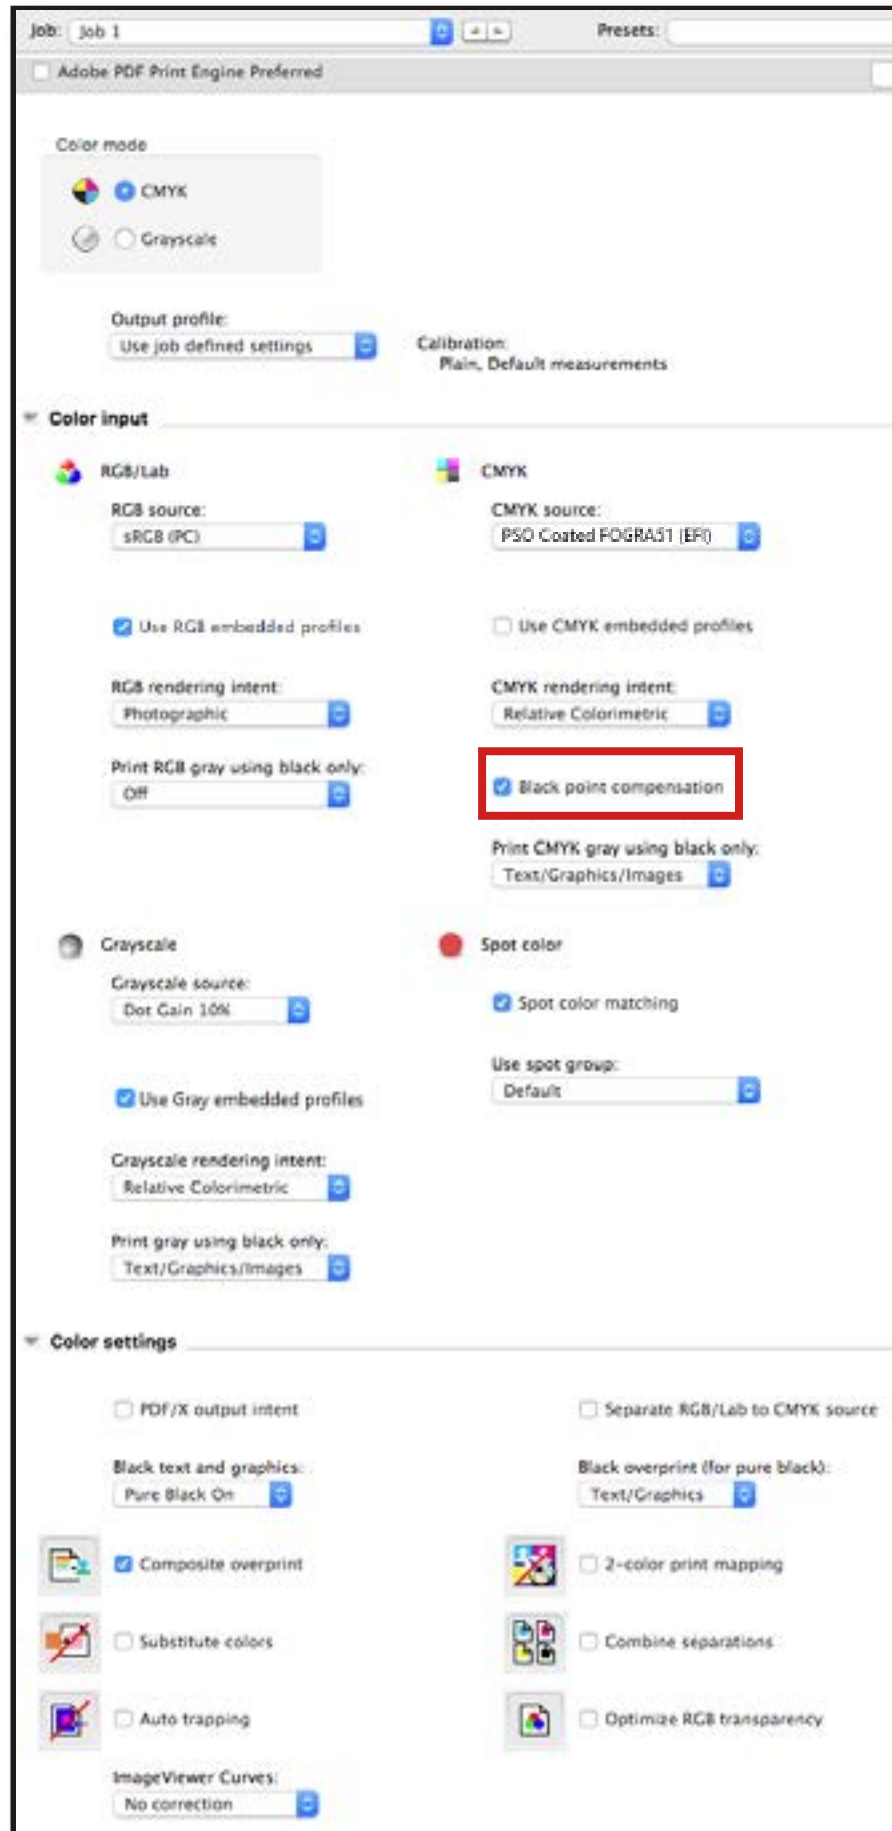 Job: Job 1 Presets:
Adobe PDF Print Engine Preferred
Color mode
CMYK
Grayscale
Output profile:
Use job defined settings
Calibration:
Plain, Default measurements
Color input
RGB/Lab
RGB source:
sRGB (PC)
Use RGB embedded profiles
RGB rendering intent:
Photographic
Print RGB gray using black only:
Off
CMYK
CMYK source:
PSO Coated FOGRA51 (EFI)
Use CMYK embedded profiles
CMYK rendering intent:
Relative Colorimetric
Black point compensation
Print CMYK gray using black only:
Text/Graphics/Images
Grayscale
Grayscale source:
Dot Gain 10%
Use Gray embedded profiles
Grayscale rendering intent:
Relative Colorimetric
Print gray using black only:
Text/Graphics/Images
Spot color
Spot color matching
Use spot group:
Default
Color settings
PDF/X output intent
Separate RGB/Lab to CMYK source
Black text and graphics:
Pure Black On
Black overprint (for pure black):
Text/Graphics
Composite overprint
2-color print mapping
Substitute colors
Combine separations
Auto trapping
Optimize RGB transparency
ImageViewer Curves:
No correction